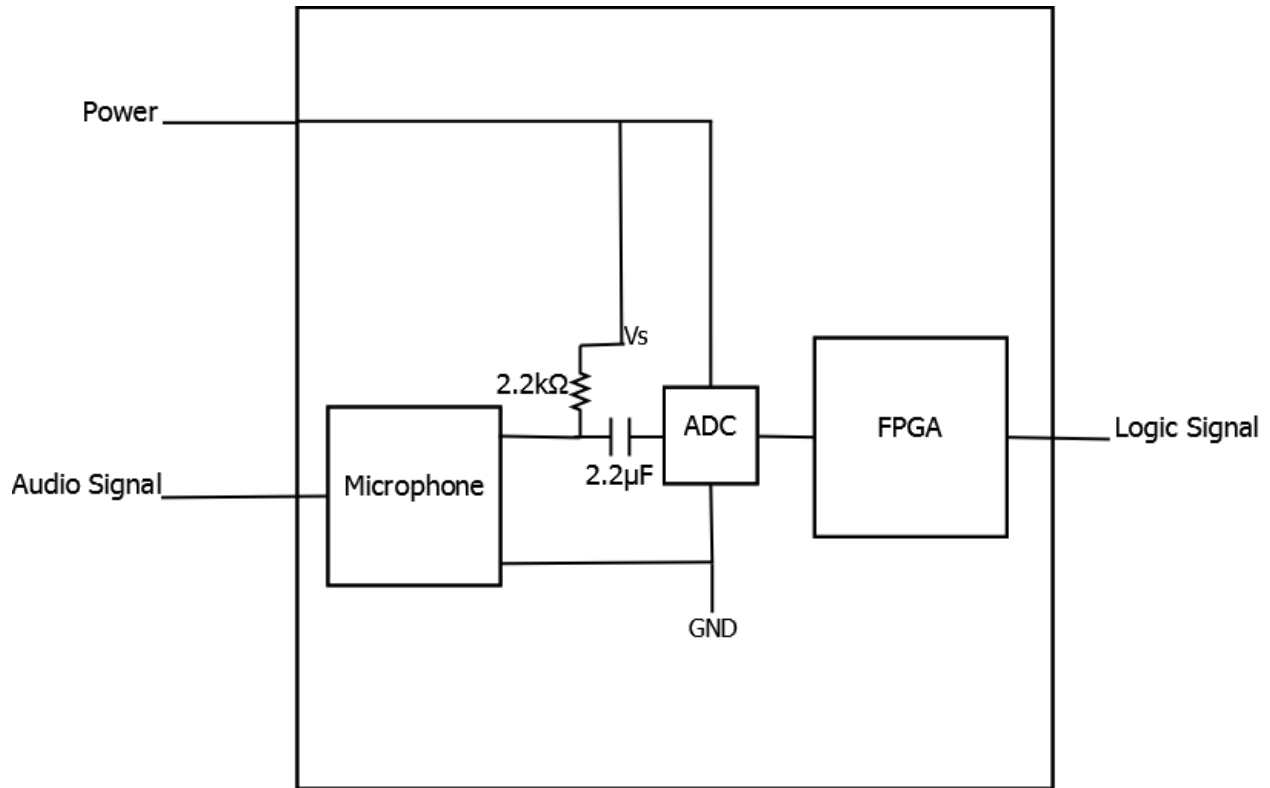 Power
Vs
2.2kΩ
ADC
FPGA
Logic Signal
2.2µF
Audio Signal
Microphone
GND